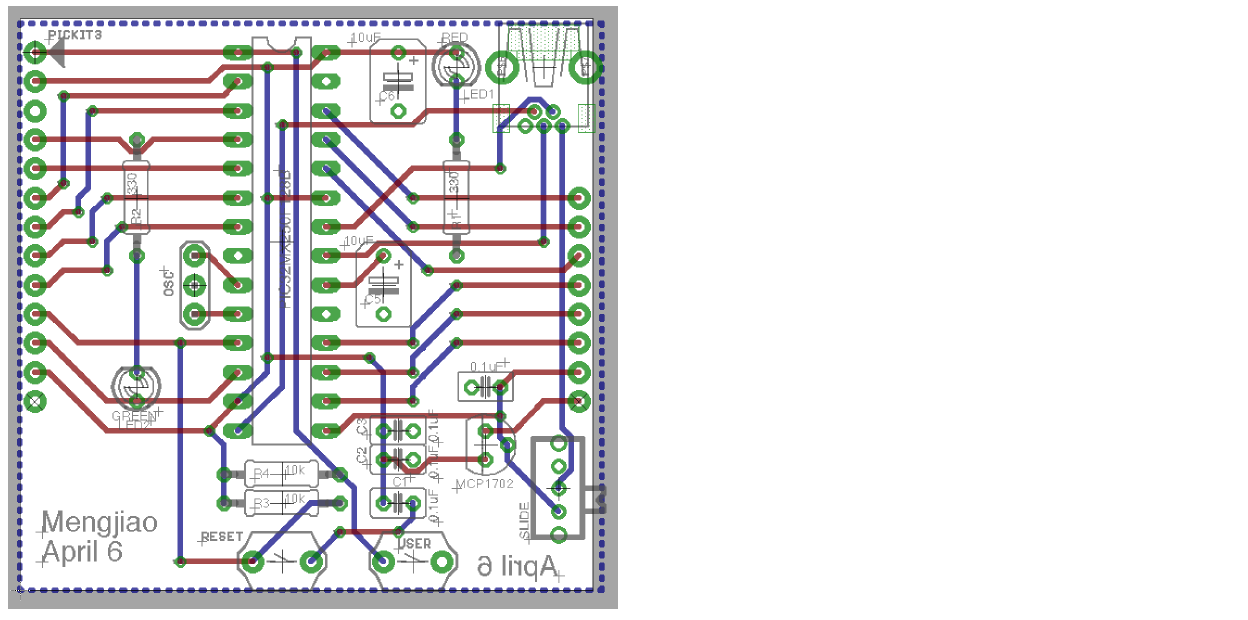 PICKIT3
10uF
RED
C6
LED1
330
R2
330
R1
PIC32MX250F128B
10uF
OSC
C5
0.1uF
GREEN
LED2
C3
0.1uF
C2
0.1uF
MCP1702
R4
10k
C1
R3
10k
0.1uF
SLIDE
Mengjiao
April 6
RESET
USER
April 6